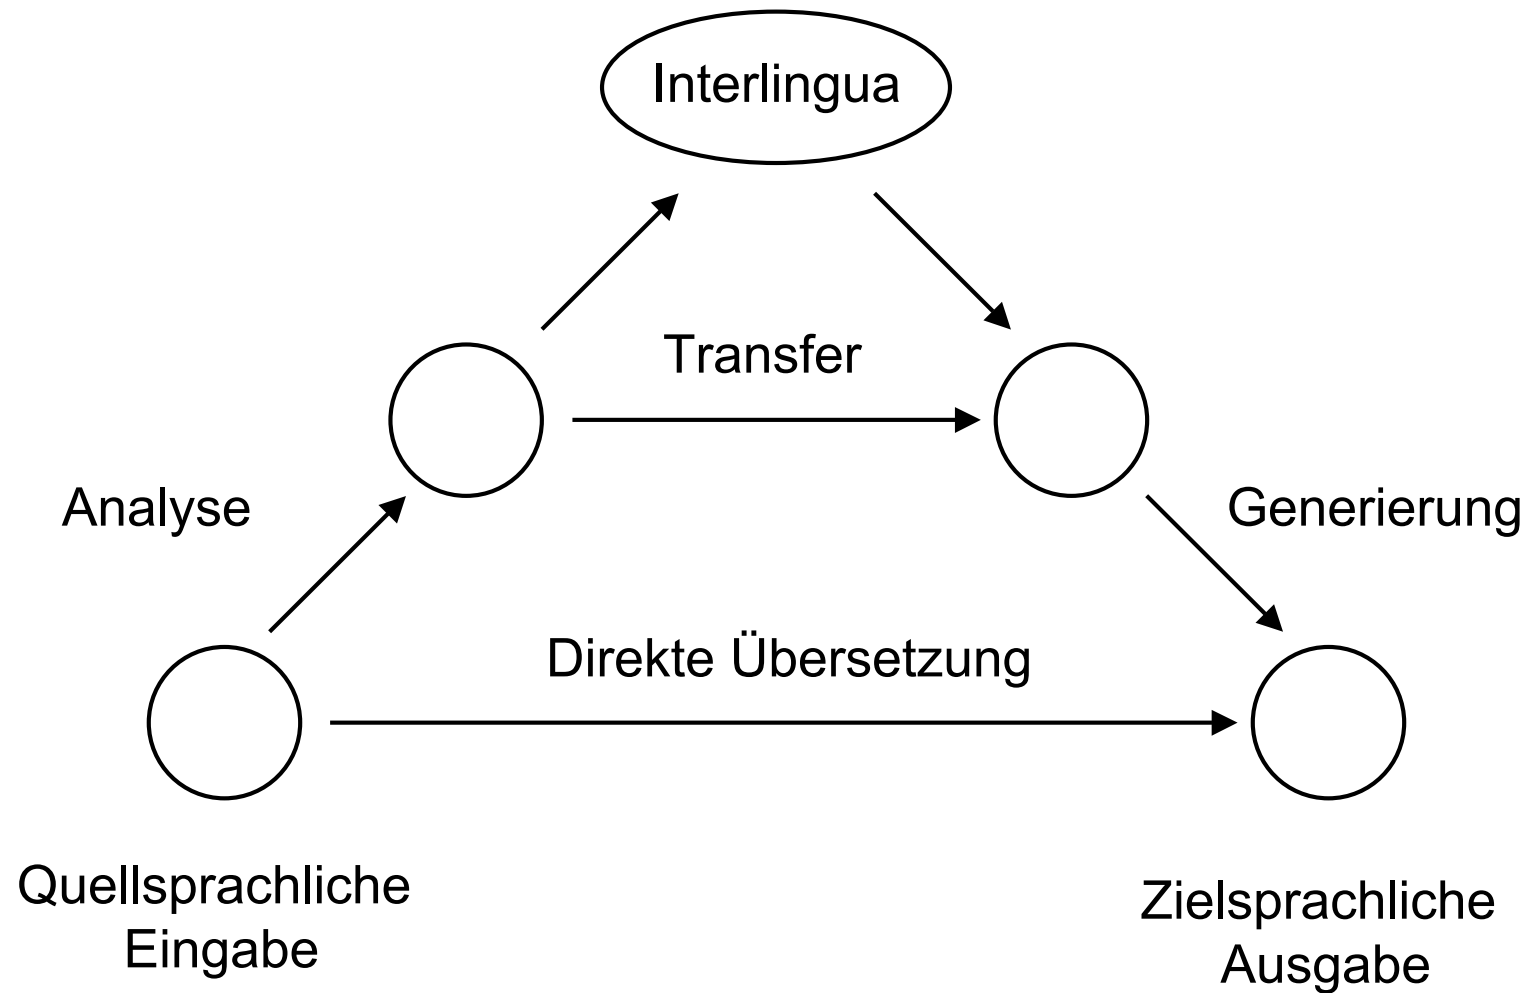 Interlingua
Transfer
Analyse
Generierung
Direkte Übersetzung
Quellsprachliche
Eingabe
Zielsprachliche
Ausgabe